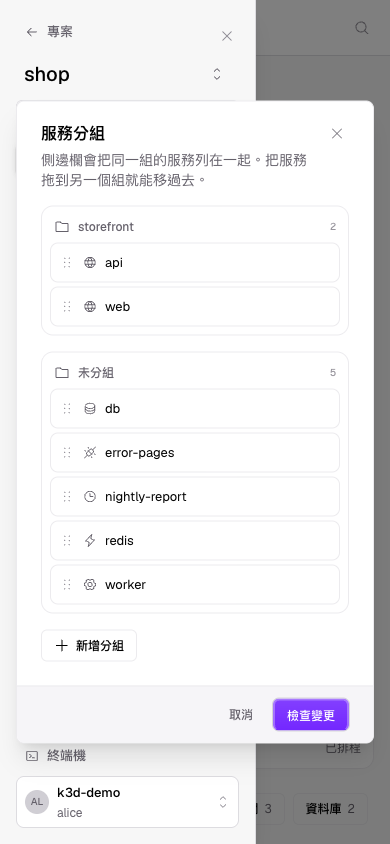 專案
shop
服務分組
側邊欄會把同一組的服務列在一起。把服務
拖到另一個組就能移過去。
storefront 2
api
web
未分組 5
db
error-pages
nightly-report
redis
worker
新增分組
取消
檢查變更
已排程
終端機
3
資料庫 2
AL
k3d-demo
alice